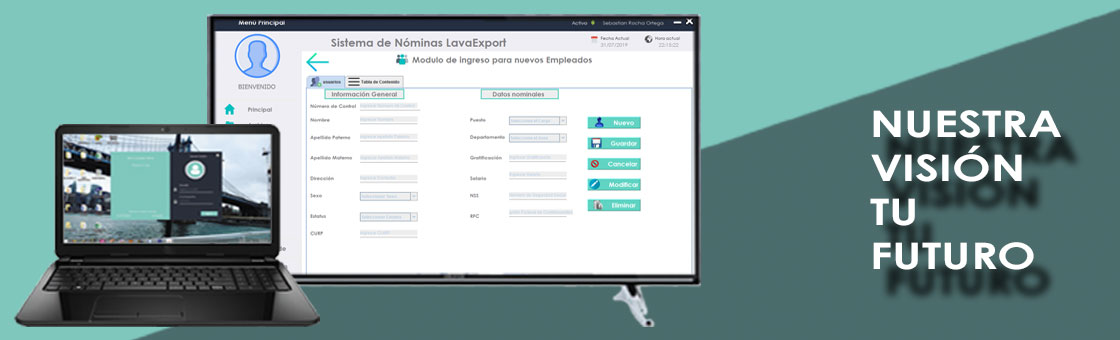 Menú Principal
Activo
Sebastian Rocha Ortega
Sistema de Nóminas LavaExport
Fecha Actual
31/07/2019
Hora actual
22:15:22
Modulo de ingreso para nuevos Empleados
BIENVENIDO
Principal
usuarios
Tabla de Contenido
Información General
Datos nominales
Número de Control
Nombre
Apellido Paterno
Apellido Materno
Dirección
Sexo
Estatus
CURP
Puesto
Departamento
Gratificación
Salario
NSS
RFC
Nuevo
Guardar
Cancelar
Modificar
Eliminar
NUESTRA
VISIÓN
TU
FUTURO